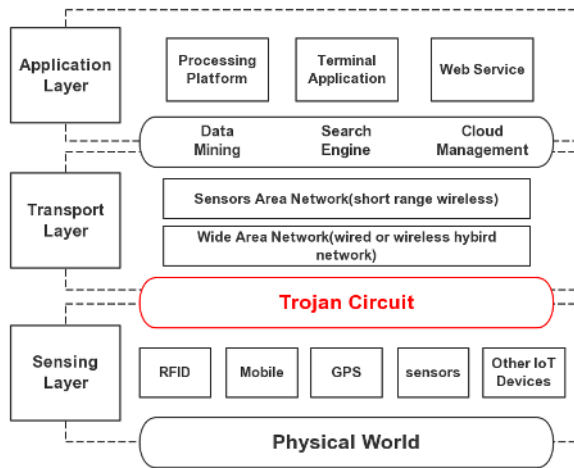 Application
Layer
Processing
Platform
Terminal
Application
Web Service
Data
Mining
Search
Engine
Cloud
Management
Transport
Layer
Sensors Area Network(short range wireless)
Wide Area Network(wired or wireless hybird
network)
Trojan Circuit
Sensing
Layer
RFID
Mobile
GPS
sensors
Other IoT
Devices
Physical World